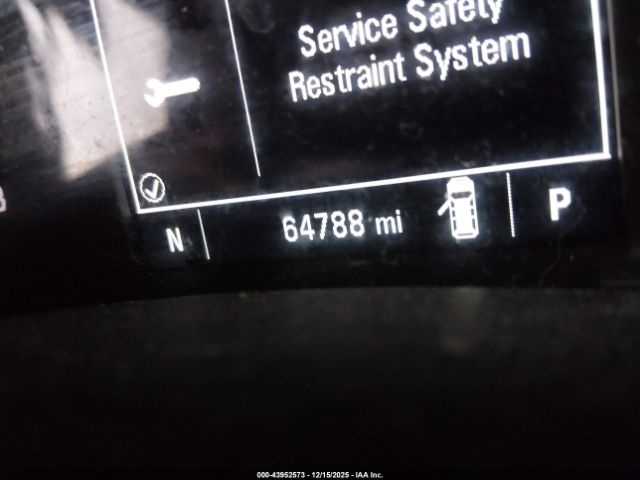 Service Safety
Restraint System
N 64788 mi P
000-43952573 - 12/15/2025 - IAA Inc.